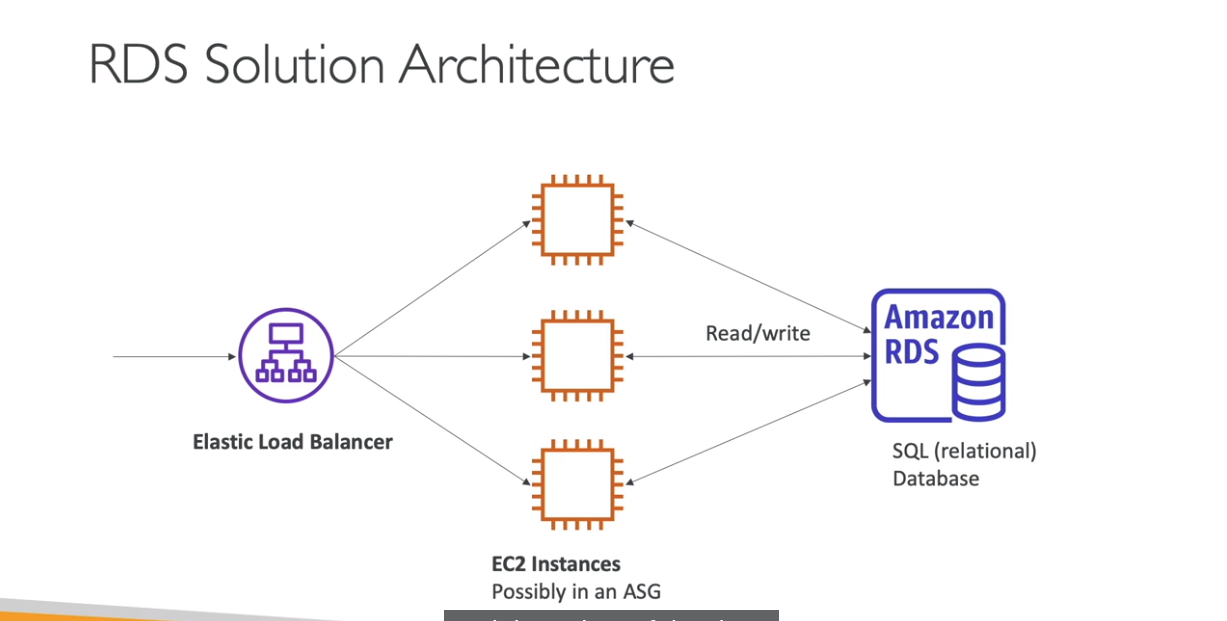 RDS Solution Architecture
Amazon
RDS
Read/write
Elastic Load Balancer
SQL (relational)
Database
EC2 Instances
Possibly in an ASG